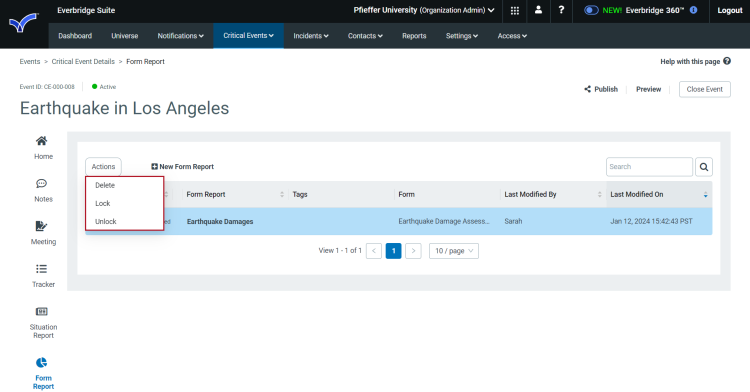 Everbridge Suite
Pfieffer University (Organization Admin)
?
NEW! Everbridge 360™
Logout
Dashboard
Universe
Notifications
Critical Events
Incidents
Contacts
Reports
Settings
Access
Events > Critical Event Details > Form Report
Help with this page ?
Event ID: CE-000-008
Active
Publish
Preview
Close Event
Earthquake in Los Angeles
Home
Notes
Meeting
Tracker
Situation
Report
Form
Report
Actions
New Form Report
Search
Delete
Lock
Unlock
Form Report
Tags
Form
Last Modified By
Last Modified On
ed
Earthquake Damages
Earthquake Damage Assess...
Sarah
Jan 12, 2024 15:42:43 PST
View 1 - 1 of 1
<
1
>
10 / page